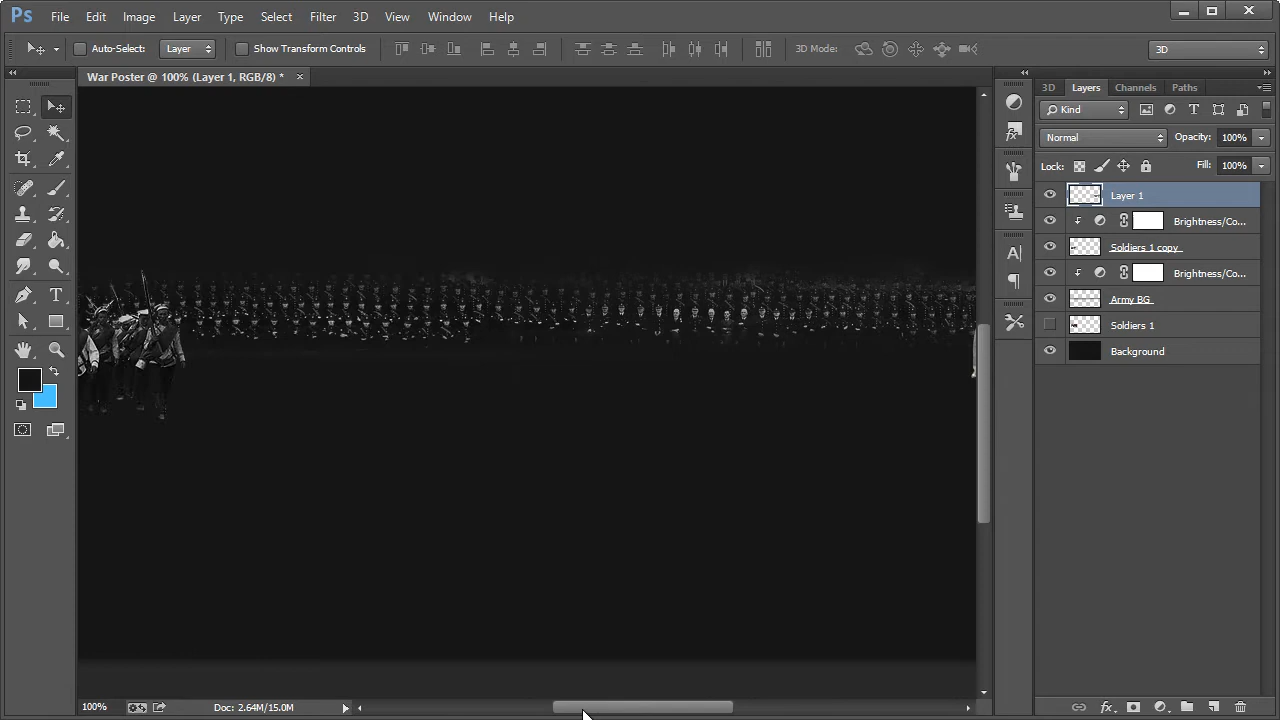 Ps File Edit Image Layer Type Select Filter 3D View Window Help
Auto-Select: Layer Show Transform Controls 3D Mode: 3D
War Poster @ 100% (Layer 1, RGB/8) * ×
3D Layers Channels Paths
Kind
Normal Opacity: 100%
Lock: Fill: 100%
Layer 1
Brightness/Co...
Soldiers 1 copy
Brightness/Co...
Army BG
Soldiers 1
Background
100% Doc: 2.64M/15.0M